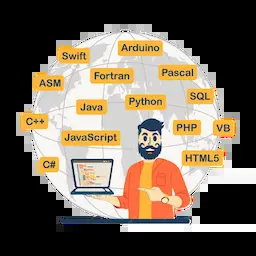 Arduino
Swift
Fortran
Pascal
ASM
Java
Python
SQL
C++
JavaScript
PHP
VB
C#
HTML5